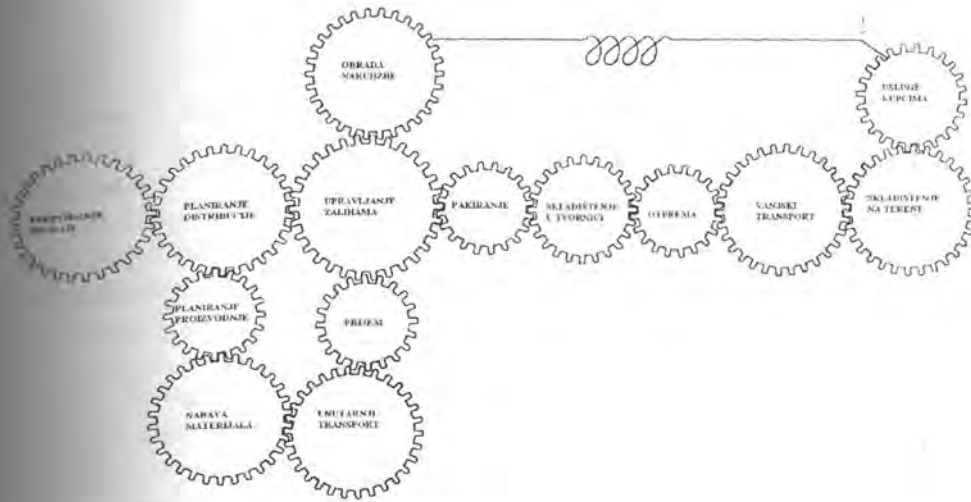 OBRADA
NARUDŽBE
USLUGE
KUPCIMA
PLANIRANJE
DISTRIBUCIJE
UPRAVLJANJE
ZALIHAMA
PAKIRANJE
SKLADIŠTENJE
U TVORNICI
OTPREMA
VANJSKI
TRANSPORT
SKLADIŠTENJE
NA TERENU
PLANIRANJE
PROIZVODNJE
PRIJEM
NABAVA
MATERIJALA
UNUTARNJI
TRANSPORT